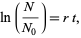 ln (N/N₀) = r t,